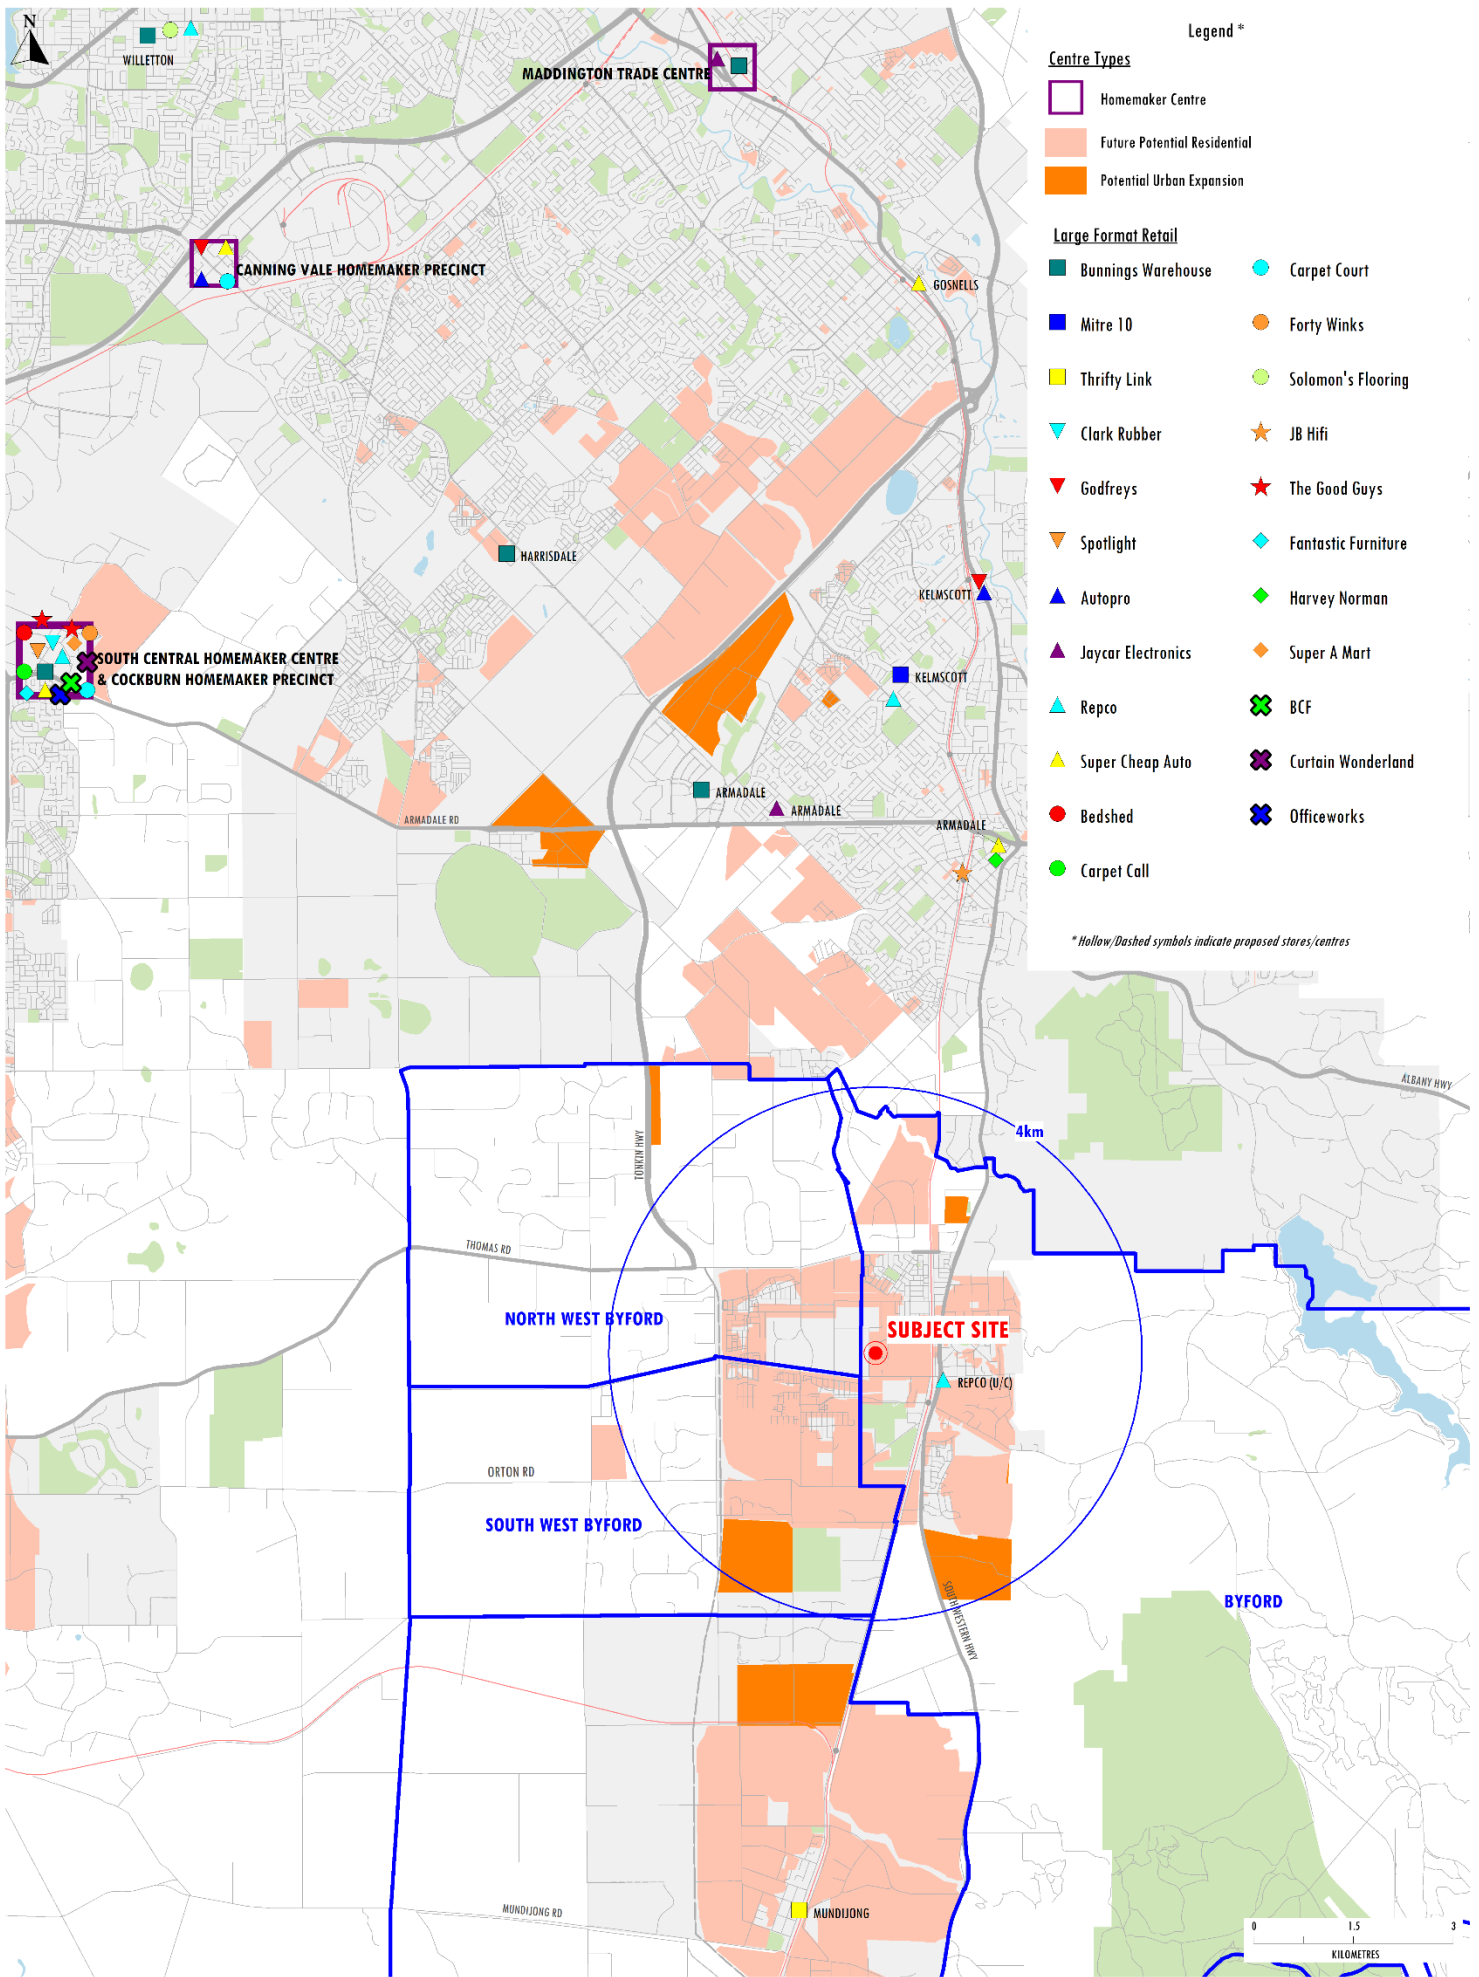 N
WILLETTON
MADDINGTON TRADE CENTRE
CANNING VALE HOMEMAKER PRECINCT
GOSNELLS
HARRISDALE
KELMSCOTT
SOUTH CENTRAL HOMEMAKER CENTRE
& COCKBURN HOMEMAKER PRECINCT
KELMSCOTT
ARMADALE
ARMADALE
ARMADALE RD
ARMADALE
Legend *
Centre Types
Homemaker Centre
Future Potential Residential
Potential Urban Expansion
Large Format Retail
Bunnings Warehouse
Carpet Court
Mitre 10
Forty Winks
Thrifty Link
Solomon's Flooring
Clark Rubber
JB Hifi
Godfreys
The Good Guys
Spotlight
Fantastic Furniture
Autopro
Harvey Norman
Jaycar Electronics
Super A Mart
Repco
BCF
Super Cheap Auto
Curtain Wonderland
Bedshed
Officeworks
Carpet Call
* Hollow/Dashed symbols indicate proposed stores/centres
ALBANY HWY
4km
TONKIN HWY
THOMAS RD
NORTH WEST BYFORD
SUBJECT SITE
REPCO (U/C)
ORTON RD
SOUTH WEST BYFORD
SOUTH WESTERN HWY
BYFORD
MUNDIJONG RD
MUNDIJONG
0 1.5 3
KILOMETRES